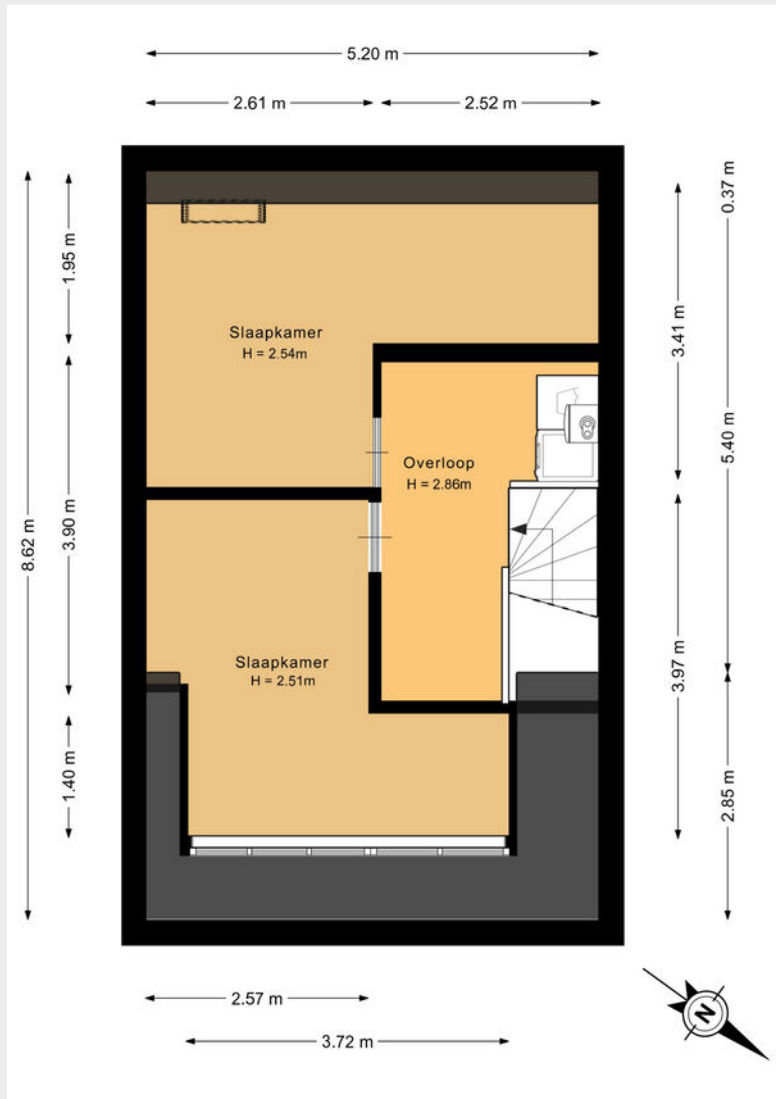 5.20 m
2.61 m
2.52 m
0.37 m
1.95 m
3.41 m
Slaapkamer
H = 2.54m
5.40 m
Overloop
H = 2.86m
3.90 m
8.62 m
Slaapkamer
H = 2.51m
3.97 m
1.40 m
2.85 m
2.57 m
3.72 m
N